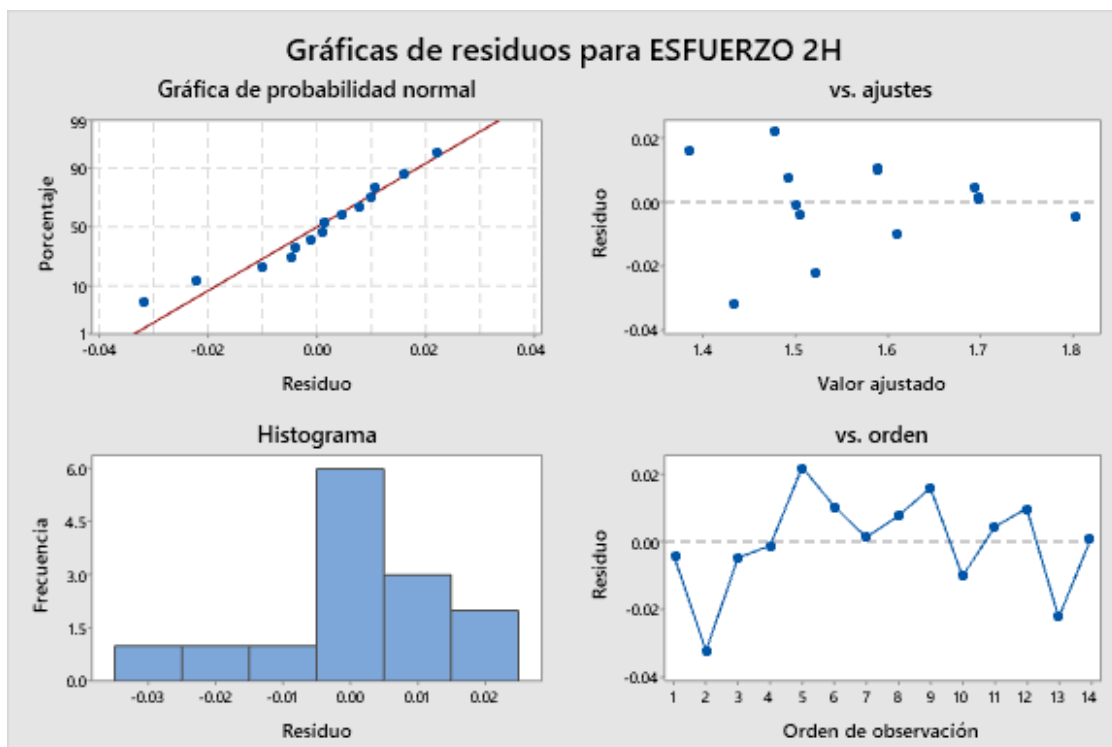 Gráficas de residuos para ESFUERZO 2H
Gráfica de probabilidad normal
99
90
50
10
1
Porcentaje
-0.04 -0.02 0.00 0.02 0.04
Residuo
vs. ajustes
0.02
0.00
-0.02
-0.04
Residuo
1.4 1.5 1.6 1.7 1.8
Valor ajustado
Histograma
6.0
4.5
3.0
1.5
0.0
Frecuencia
-0.03 -0.02 -0.01 0.00 0.01 0.02
Residuo
vs. orden
0.02
0.00
-0.02
-0.04
Residuo
1 2 3 4 5 6 7 8 9 10 11 12 13 14
Orden de observación